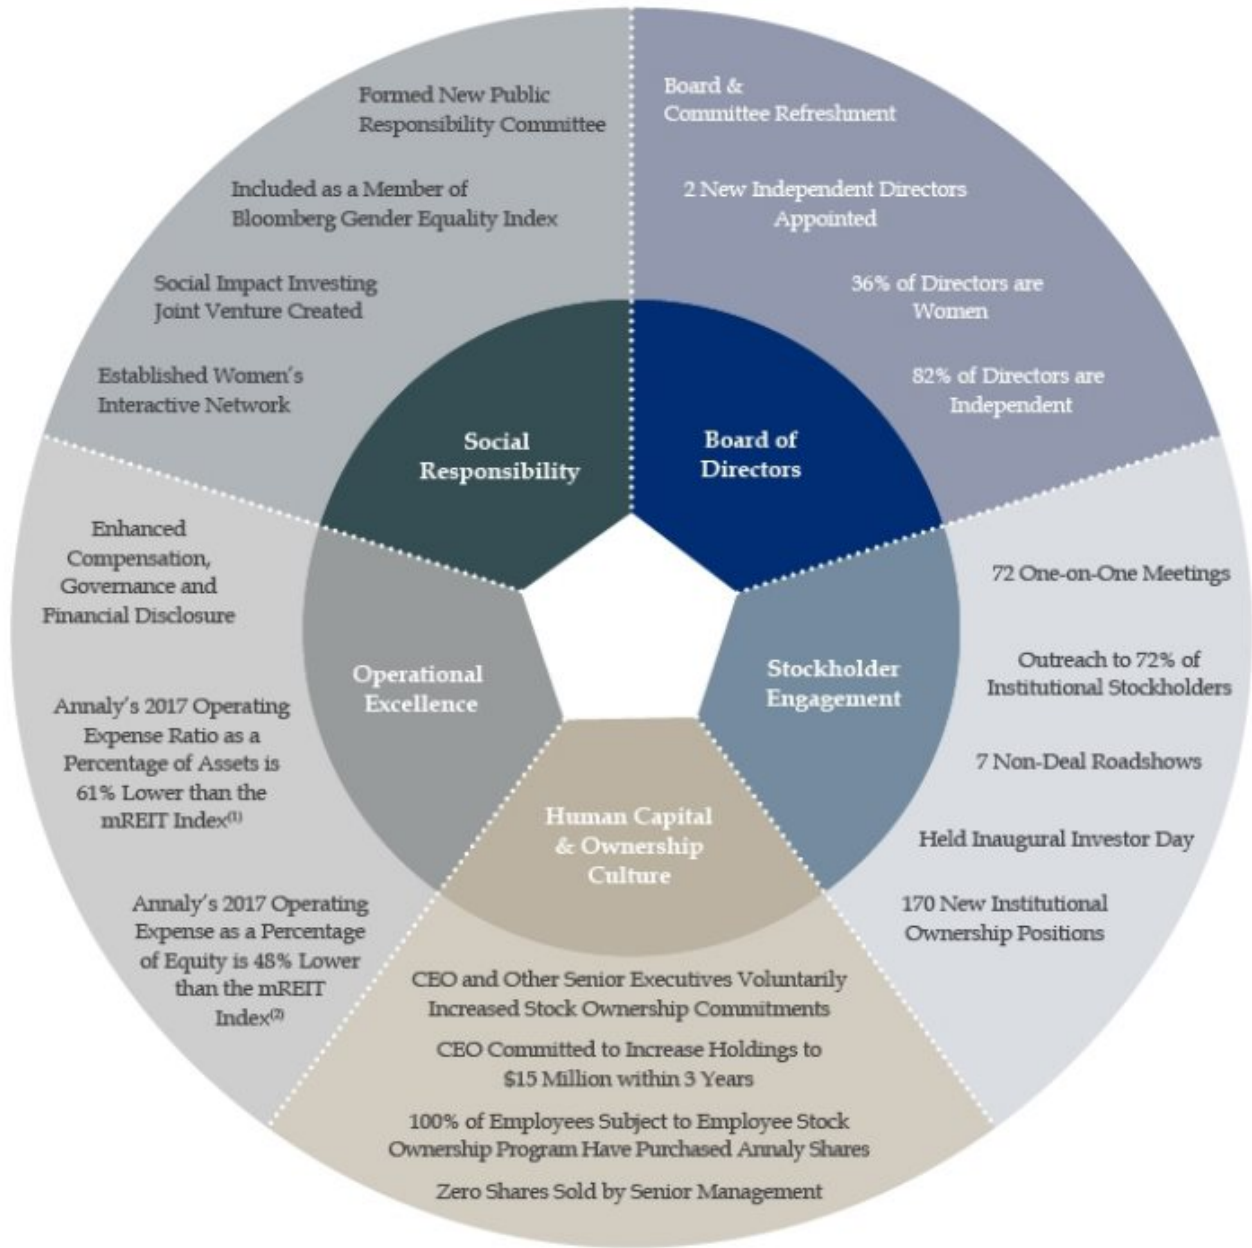 Formed New Public
Responsibility Committee
Included as a Member of
Bloomberg Gender Equality Index
Social Impact Investing
Joint Venture Created
Established Women's
Interactive Network
Social
Responsibility
Board &
Committee Refreshment
2 New Independent Directors
Appointed
36% of Directors are
Women
82% of Directors are
Independent
Board of
Directors
72 One-on-One Meetings
Outreach to 72% of
Institutional Stockholders
7 Non-Deal Roadshows
Held Inaugural Investor Day
170 New Institutional
Ownership Positions
Stockholder
Engagement
Human Capital
& Ownership
Culture
CEO and Other Senior Executives Voluntarily
Increased Stock Ownership Commitments
CEO Committed to Increase Holdings to
$15 Million within 3 Years
100% of Employees Subject to Employee Stock
Ownership Program Have Purchased Annaly Shares
Zero Shares Sold by Senior Management
Operational
Excellence
Enhanced
Compensation,
Governance and
Financial Disclosure
Annaly's 2017 Operating
Expense Ratio as a
Percentage of Assets is
61% Lower than the
mREIT Index(1)
Annaly's 2017 Operating
Expense as a Percentage
of Equity is 48% Lower
than the mREIT
Index(2)